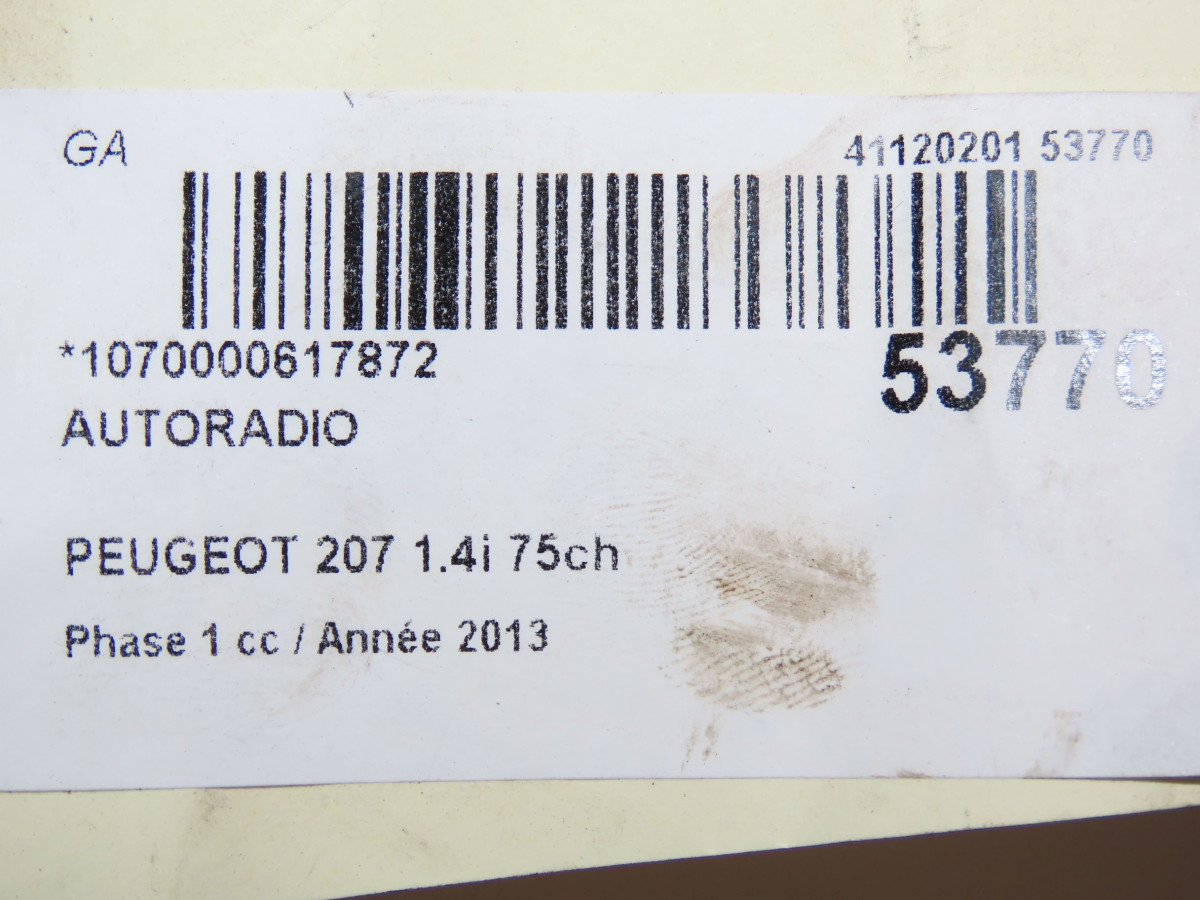 GA
41120201 53770
*1070000617872
53770
AUTORADIO
PEUGEOT 207 1.4i 75ch
Phase 1 cc / Année 2013